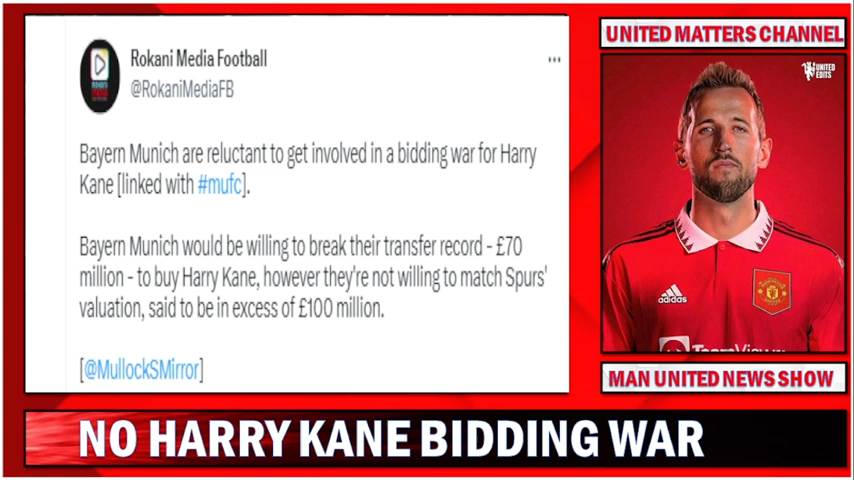 Rokani Media Football
@RokaniMediaFB
Bayern Munich are reluctant to get involved in a bidding war for Harry
Kane [linked with #mufc].
Bayern Munich would be willing to break their transfer record - £70
million - to buy Harry Kane, however they're not willing to match Spurs'
valuation, said to be in excess of £100 million.
[@MullockSMirror]
UNITED MATTERS CHANNEL
UNITED
EDITS
adidas
MAN UNITED NEWS SHOW
NO HARRY KANE BIDDING WAR